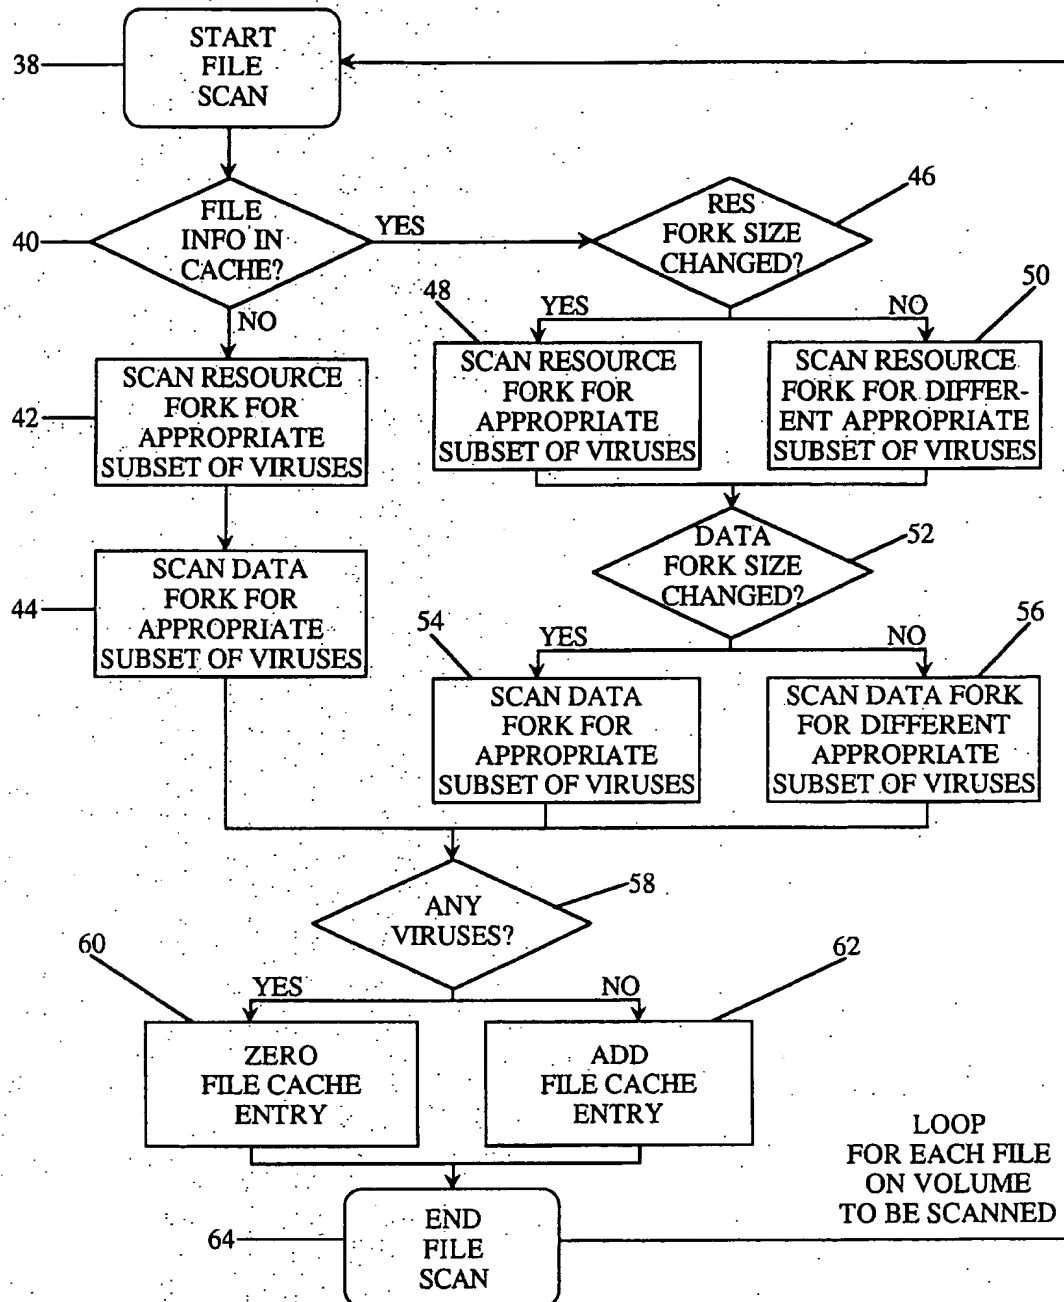 START
FILE
SCAN
38
FILE
INFO IN
CACHE?
40
YES
NO
RES
FORK SIZE
CHANGED?
46
48
YES
NO
50
SCAN RESOURCE
FORK FOR
APPROPRIATE
SUBSET OF VIRUSES
42
SCAN RESOURCE
FORK FOR
APPROPRIATE
SUBSET OF VIRUSES
SCAN RESOURCE
FORK FOR DIFFER-
ENT APPROPRIATE
SUBSET OF VIRUSES
DATA
FORK SIZE
CHANGED?
52
SCAN DATA
FORK FOR
APPROPRIATE
SUBSET OF VIRUSES
44
54
YES
NO
56
SCAN DATA
FORK FOR
APPROPRIATE
SUBSET OF VIRUSES
SCAN DATA FORK
FOR DIFFERENT
APPROPRIATE
SUBSET OF VIRUSES
ANY
VIRUSES?
58
60
YES
NO
62
ZERO
FILE CACHE
ENTRY
ADD
FILE CACHE
ENTRY
LOOP
FOR EACH FILE
ON VOLUME
TO BE SCANNED
64
END
FILE
SCAN